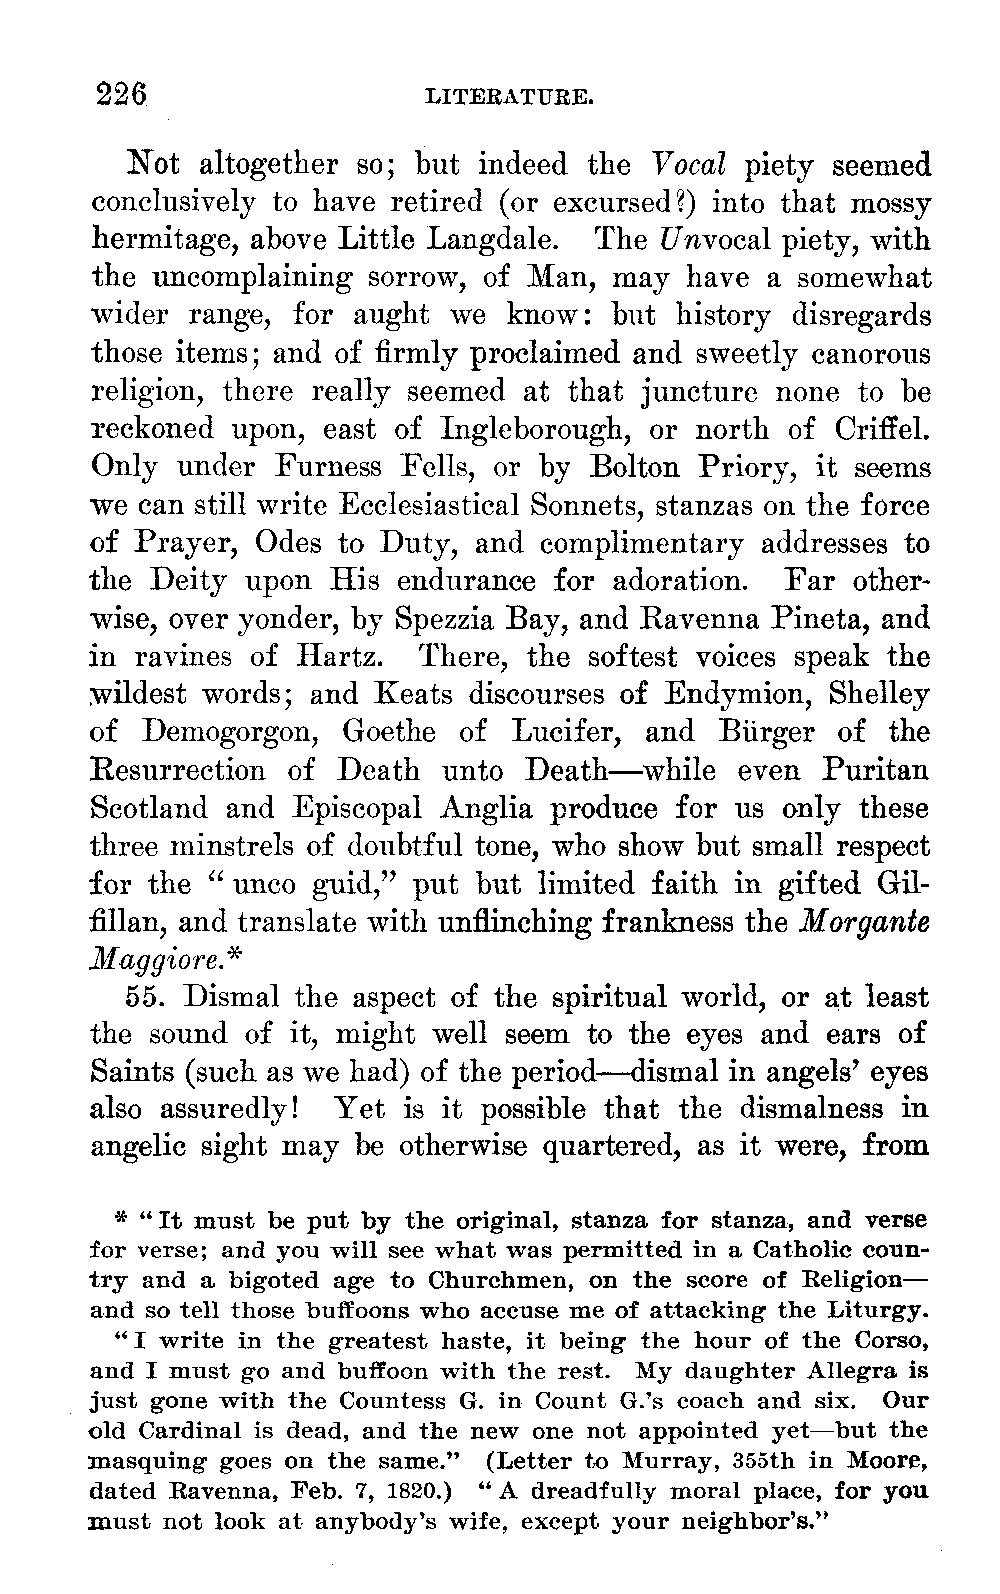 226 LITERATURE.
Not altogether so; but indeed the Vocal piety seemed
conclusively to have retired (or excursed?) into that mossy
hermitage, above Little Langdale. The Unvocal piety, with
the uncomplaining sorrow, of Man, may have a somewhat
wider range, for aught we know: but history disregards
those items; and of firmly proclaimed and sweetly canorous
religion, there really seemed at that juncture none to be
reckoned upon, east of Ingleborough, or north of Criffel.
Only under Furness Fells, or by Bolton Priory, it seems
we can still write Ecclesiastical Sonnets, stanzas on the force
of Prayer, Odes to Duty, and complimentary addresses to
the Deity upon His endurance for adoration. Far other-
wise, over yonder, by Spezzia Bay, and Ravenna Pineta, and
in ravines of Hartz. There, the softest voices speak the
wildest words; and Keats discourses of Endymion, Shelley
of Demogorgon, Goethe of Lucifer, and Bürger of the
Resurrection of Death unto Death—while even Puritan
Scotland and Episcopal Anglia produce for us only these
three minstrels of doubtful tone, who show but small respect
for the "unco guid," put but limited faith in gifted Gil-
fillan, and translate with unflinching frankness the Morgante
Maggiore.*
55. Dismal the aspect of the spiritual world, or at least
the sound of it, might well seem to the eyes and ears of
Saints (such as we had) of the period—dismal in angels' eyes
also assuredly! Yet is it possible that the dismalness in
angelic sight may be otherwise quartered, as it were, from
* "It must be put by the original, stanza for stanza, and verse
for verse; and you will see what was permitted in a Catholic coun-
try and a bigoted age to Churchmen, on the score of Religion—
and so tell those buffoons who accuse me of attacking the Liturgy.
"I write in the greatest haste, it being the hour of the Corso,
and I must go and buffoon with the rest. My daughter Allegra is
just gone with the Countess G. in Count G.'s coach and six. Our
old Cardinal is dead, and the new one not appointed yet—but the
masquing goes on the same." (Letter to Murray, 355th in Moore,
dated Ravenna, Feb. 7, 1820.) "A dreadfully moral place, for you
must not look at anybody's wife, except your neighbor's."